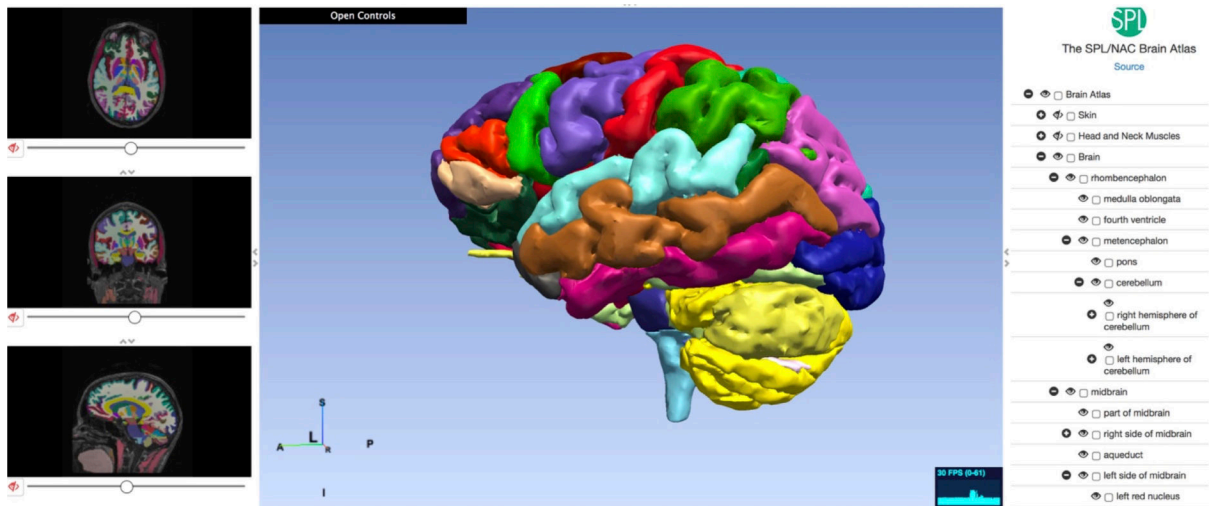 Open Controls
S
L
A
R
P
I
30 FPS (0-61)
SPL
The SPL/NAC Brain Atlas
Source
Brain Atlas
Skin
Head and Neck Muscles
Brain
rhombencephalon
medulla oblongata
fourth ventricle
metencephalon
pons
cerebellum
right hemisphere of
cerebellum
left hemisphere of
cerebellum
midbrain
part of midbrain
right side of midbrain
aqueduct
left side of midbrain
left red nucleus